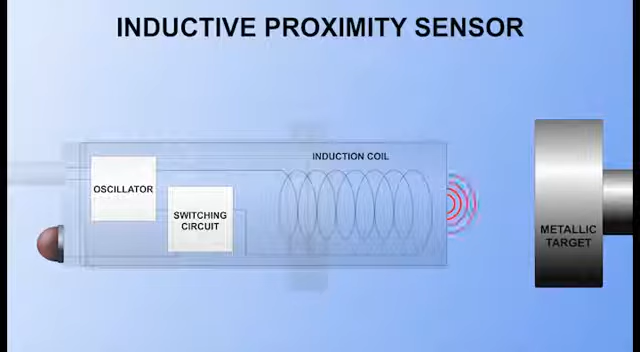 INDUCTIVE PROXIMITY SENSOR
INDUCTION COIL
OSCILLATOR
SWITCHING
CIRCUIT
METALLIC
TARGET